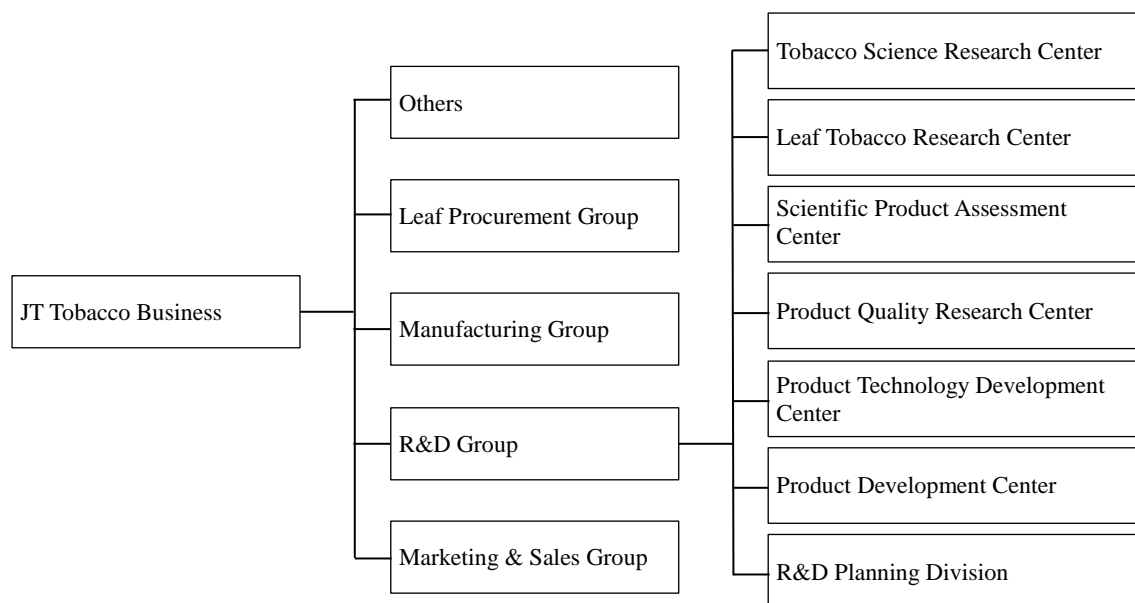 JT Tobacco Business
Others
Leaf Procurement Group
Manufacturing Group
R&D Group
Marketing & Sales Group
Tobacco Science Research Center
Leaf Tobacco Research Center
Scientific Product Assessment
Center
Product Quality Research Center
Product Technology Development
Center
Product Development Center
R&D Planning Division